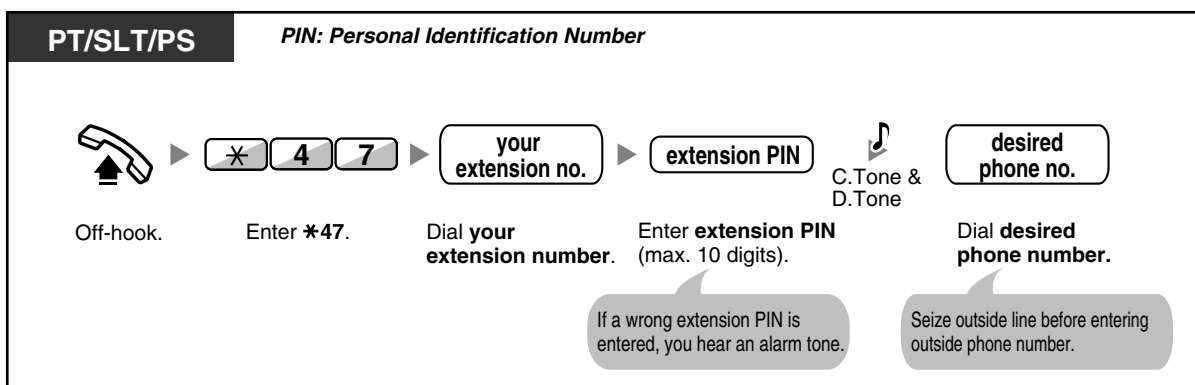 PT/SLT/PS
PIN: Personal Identification Number
* 4 7
your
extension no.
extension PIN
C.Tone &
D.Tone
desired
phone no.
Off-hook.
Enter *47.
Dial your
extension number.
Enter extension PIN
(max. 10 digits).
Dial desired
phone number.
If a wrong extension PIN is
entered, you hear an alarm tone.
Seize outside line before entering
outside phone number.